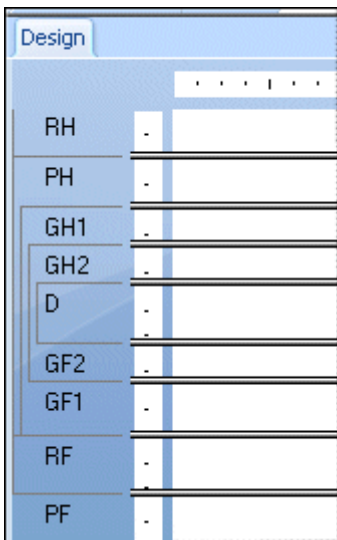 Design
RH
PH
GH1
GH2
D
GF2
GF1
RF
PF